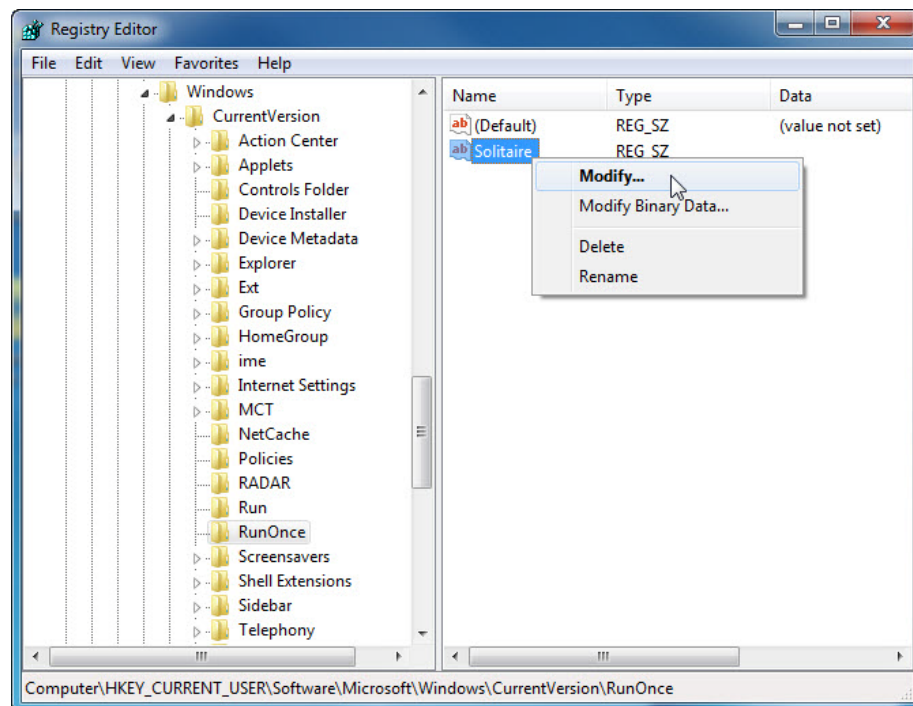 Registry Editor
File Edit View Favorites Help
Windows
CurrentVersion
Action Center
Applets
Controls Folder
Device Installer
Device Metadata
Explorer
Ext
Group Policy
HomeGroup
ime
Internet Settings
MCT
NetCache
Policies
RADAR
Run
RunOnce
Screensavers
Shell Extensions
Sidebar
Telephony
Name Type Data
ab (Default) REG_SZ (value not set)
ab Solitaire REG_SZ
Modify...
Modify Binary Data...
Delete
Rename
Computer\HKEY_CURRENT_USER\Software\Microsoft\Windows\CurrentVersion\RunOnce